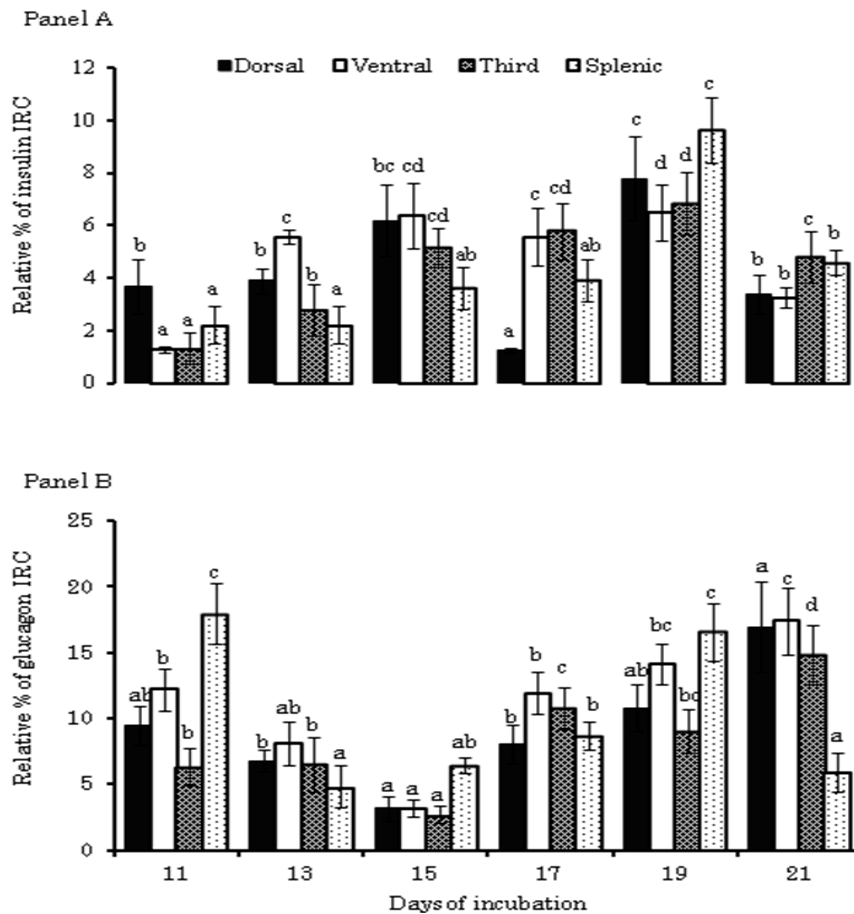 Panel A
Dorsal Ventral Third Splenic
Relative % of insulin IRC
12
10
8
6
4
2
0
b a a a
b c b a
bc cd cd ab
a c cd ab
c d d c
b b c b
Panel B
Relative % of glucagon IRC
25
20
15
10
5
0
ab b b c
b ab b a
a a a ab
b b c b
ab bc bc c
a c d a
11 13 15 17 19 21
Days of incubation